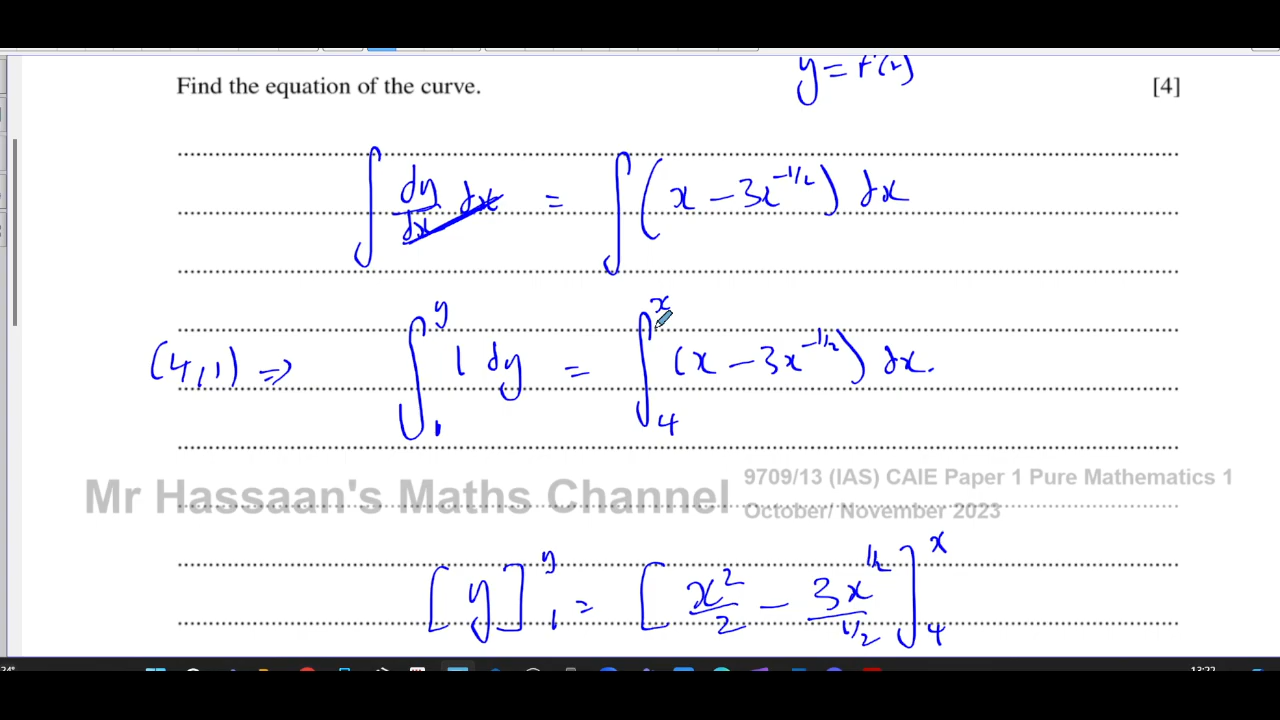 y = f(x)
Find the equation of the curve. [4]
∫ dy/dx dx = ∫ (x − 3x^(−1/2)) dx
(4,1) ⇒ ∫₁^y 1 dy = ∫₄^x (x − 3x^(−1/2)) dx.
Mr Hassaan's Maths Channel
9709/13 (IAS) CAIE Paper 1 Pure Mathematics 1
October/ November 2023
[y]₁^y = [x²/2 − 3x^(1/2)/(1/2)]₄^x
13:22